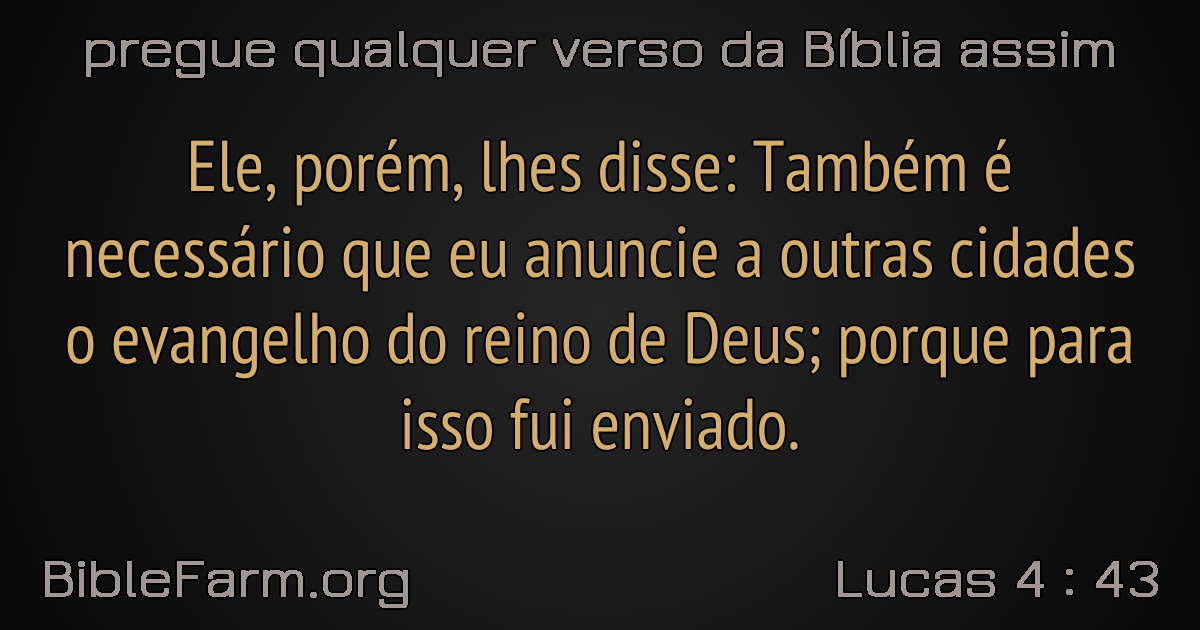 pregue qualquer verso da Bíblia assim
Ele, porém, lhes disse: Também é
necessário que eu anuncie a outras cidades
o evangelho do reino de Deus; porque para
isso fui enviado.
BibleFarm.org
Lucas 4 : 43